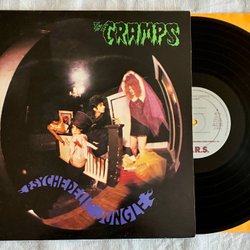 The
CRAMPS
PSYCHEDELIC JUNGLE
I.R.S.